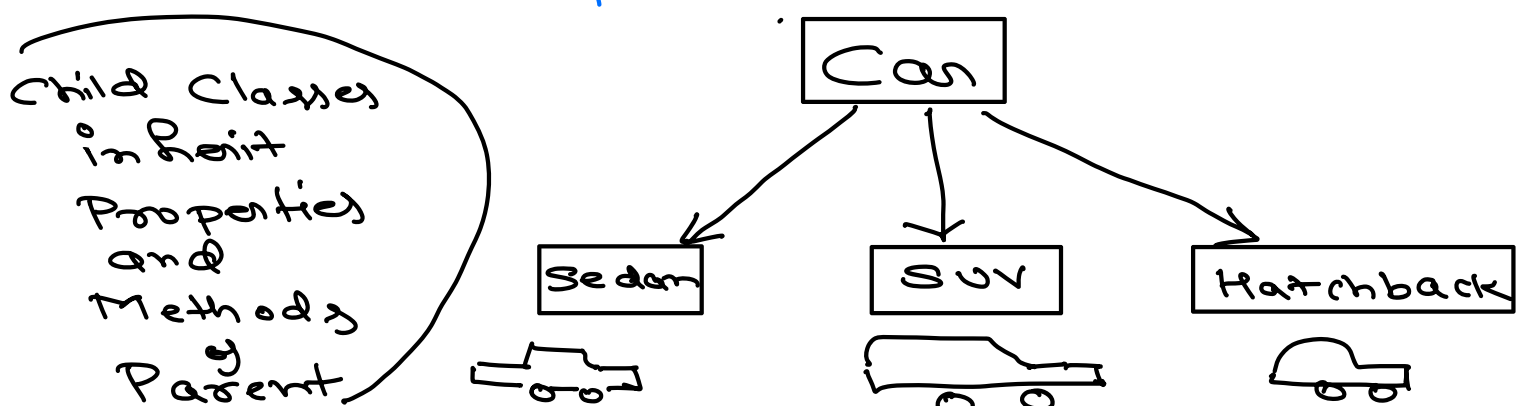 Child Classes
inherit
Properties
and
Methods
of
Parent
Car
Sedan
SUV
Hatchback